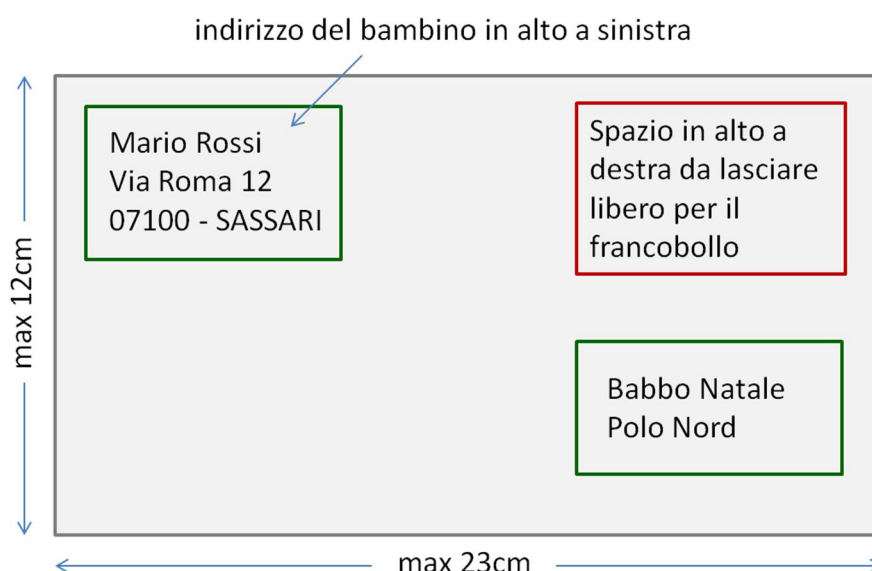 indirizzo del bambino in alto a sinistra
Mario Rossi
Via Roma 12
07100 - SASSARI
Spazio in alto a
destra da lasciare
libero per il
francobollo
max 12cm
Babbo Natale
Polo Nord
max 23cm